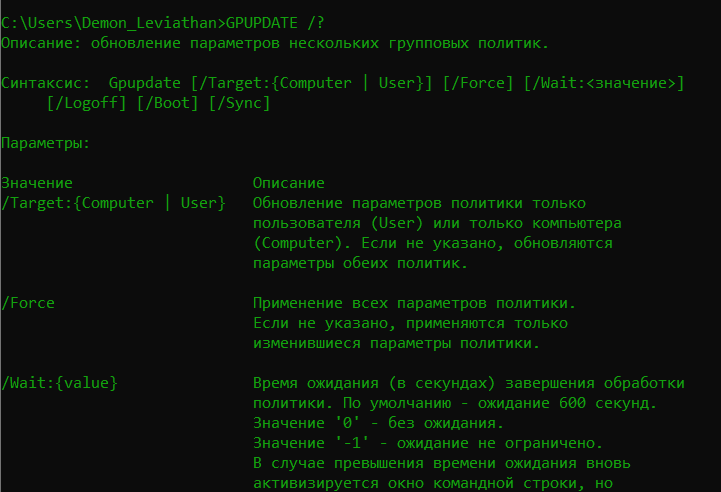 C:\Users\Demon_Leviathan>GPUPDATE /?
Описание: обновление параметров нескольких групповых политик.
Синтаксис:  Gpupdate [/Target:{Computer | User}] [/Force] [/Wait:<значение>]
[/Logoff] [/Boot] [/Sync]
Параметры:
Значение                    Описание
/Target:{Computer | User}   Обновление параметров политики только
пользователя (User) или только компьютера
(Computer). Если не указано, обновляются
параметры обеих политик.
/Force                      Применение всех параметров политики.
Если не указано, применяются только
изменившиеся параметры политики.
/Wait:{value}               Время ожидания (в секундах) завершения обработки
политики. По умолчанию - ожидание 600 секунд.
Значение '0' - без ожидания.
Значение '-1' - ожидание не ограничено.
В случае превышения времени ожидания вновь
активизируется окно командной строки, но